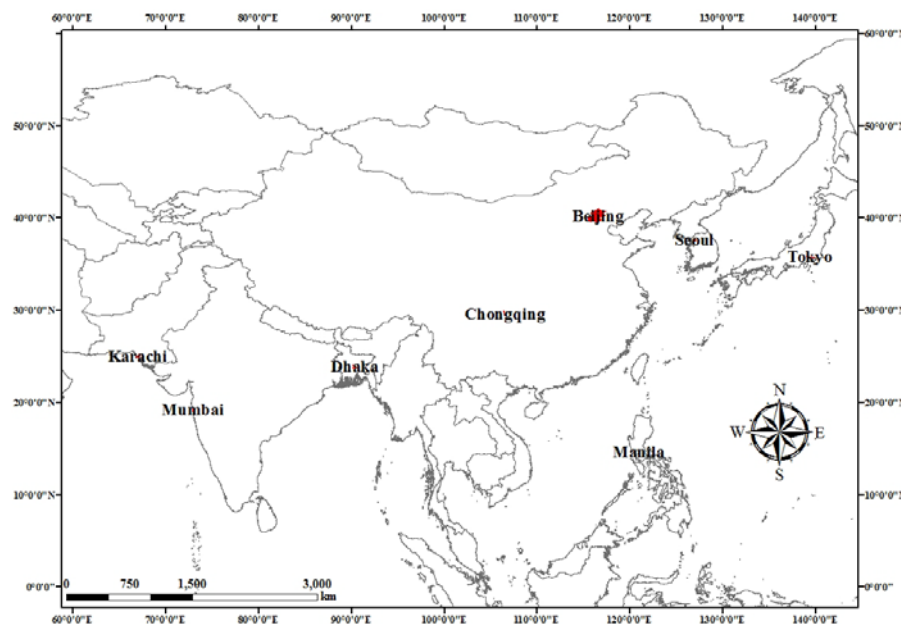 60°0'0"E 70°0'0"E 80°0'0"E 90°0'0"E 100°0'0"E 110°0'0"E 120°0'0"E 130°0'0"E 140°0'0"E
60°0'0"N
50°0'0"N 50°0'0"N
40°0'0"N Beijing 40°0'0"N
Seoul
Tokyo
30°0'0"N Chongqing 30°0'0"N
Karachi
Dhaka
20°0'0"N Mumbai 20°0'0"N
N
W E
S
Manila
10°0'0"N 10°0'0"N
0 750 1,500 3,000
km
0°0'0" 0°0'0"
60°0'0"E 70°0'0"E 80°0'0"E 90°0'0"E 100°0'0"E 110°0'0"E 120°0'0"E 130°0'0"E 140°0'0"E